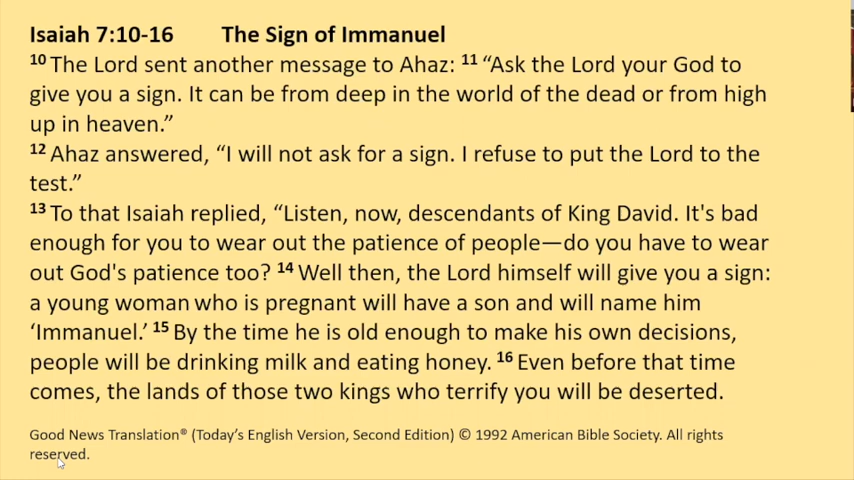 Isaiah 7:10-16 The Sign of Immanuel
10 The Lord sent another message to Ahaz: 11 “Ask the Lord your God to
give you a sign. It can be from deep in the world of the dead or from high
up in heaven.”
12 Ahaz answered, “I will not ask for a sign. I refuse to put the Lord to the
test.”
13 To that Isaiah replied, “Listen, now, descendants of King David. It's bad
enough for you to wear out the patience of people—do you have to wear
out God's patience too? 14 Well then, the Lord himself will give you a sign:
a young woman who is pregnant will have a son and will name him
‘Immanuel.’ 15 By the time he is old enough to make his own decisions,
people will be drinking milk and eating honey. 16 Even before that time
comes, the lands of those two kings who terrify you will be deserted.
Good News Translation® (Today’s English Version, Second Edition) © 1992 American Bible Society. All rights
reserved.